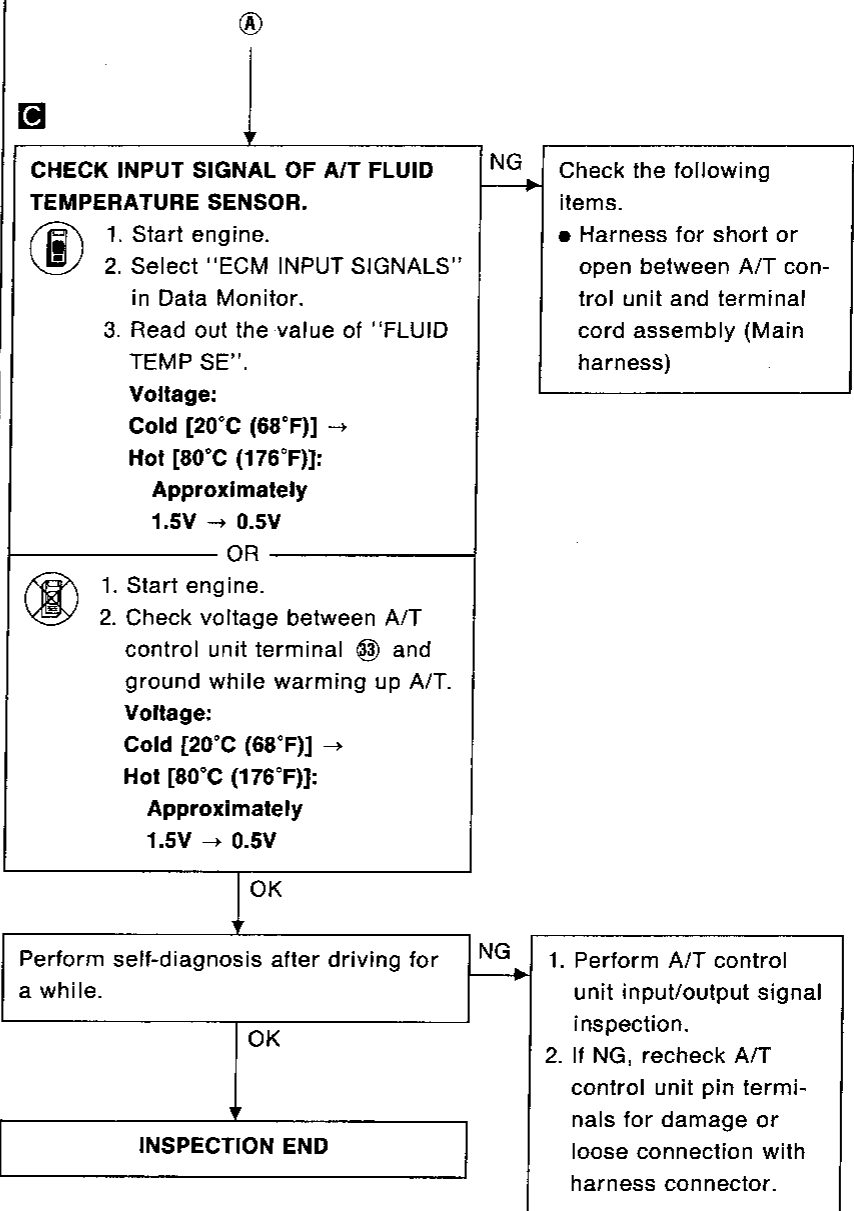 Ⓐ
C
CHECK INPUT SIGNAL OF A/T FLUID
TEMPERATURE SENSOR.
1. Start engine.
2. Select "ECM INPUT SIGNALS"
in Data Monitor.
3. Read out the value of "FLUID
TEMP SE".
Voltage:
Cold [20°C (68°F)] →
Hot [80°C (176°F)]:
Approximately
1.5V → 0.5V
NG
Check the following
items.
● Harness for short or
open between A/T con-
trol unit and terminal
cord assembly (Main
harness)
OR
1. Start engine.
2. Check voltage between A/T
control unit terminal ㉝ and
ground while warming up A/T.
Voltage:
Cold [20°C (68°F)] →
Hot [80°C (176°F)]:
Approximately
1.5V → 0.5V
OK
Perform self-diagnosis after driving for
a while.
NG
1. Perform A/T control
unit input/output signal
inspection.
2. If NG, recheck A/T
control unit pin termi-
nals for damage or
loose connection with
harness connector.
OK
INSPECTION END